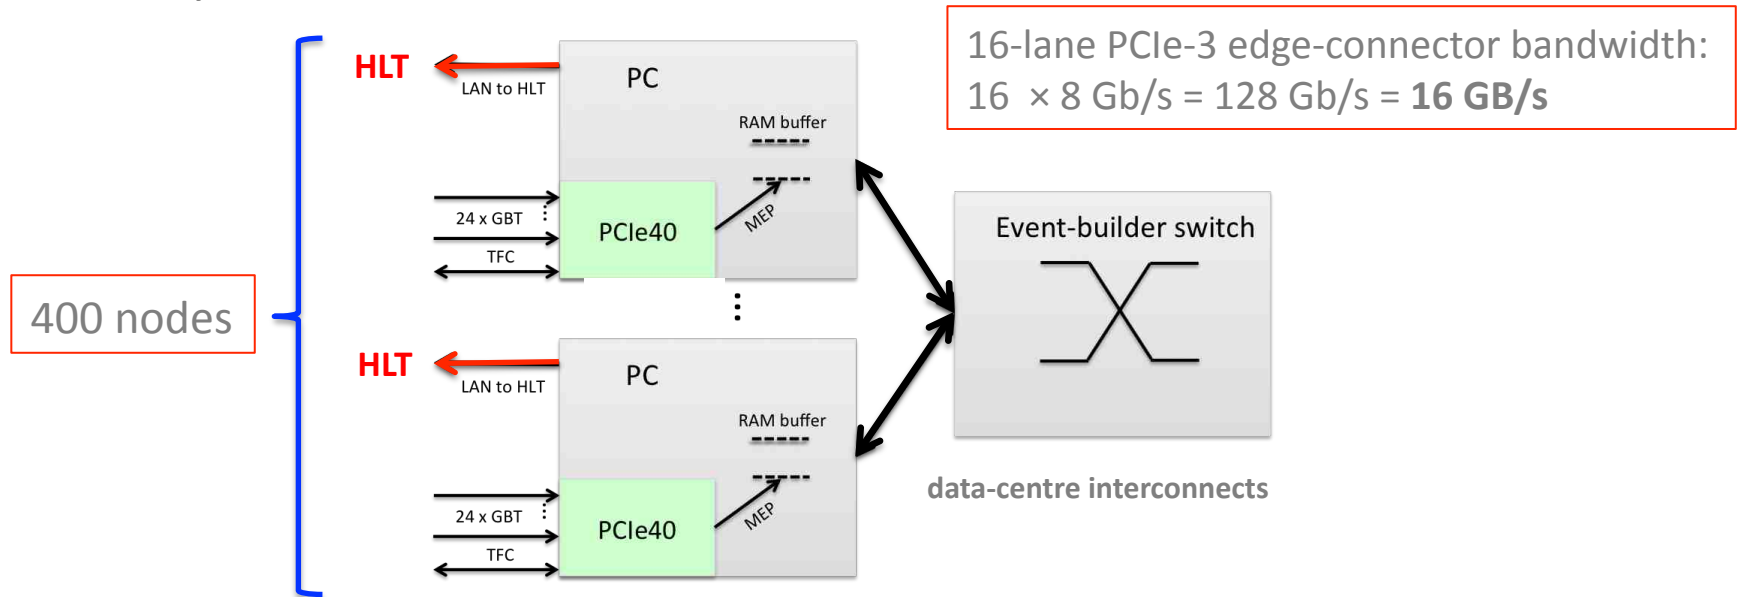 16-lane PCIe-3 edge-connector bandwidth:
16 × 8 Gb/s = 128 Gb/s = 16 GB/s
HLT
LAN to HLT
PC
RAM buffer
24 x GBT
PCIe40
MEP
TFC
Event-builder switch
400 nodes
HLT
LAN to HLT
PC
RAM buffer
24 x GBT
PCIe40
MEP
TFC
data-centre interconnects